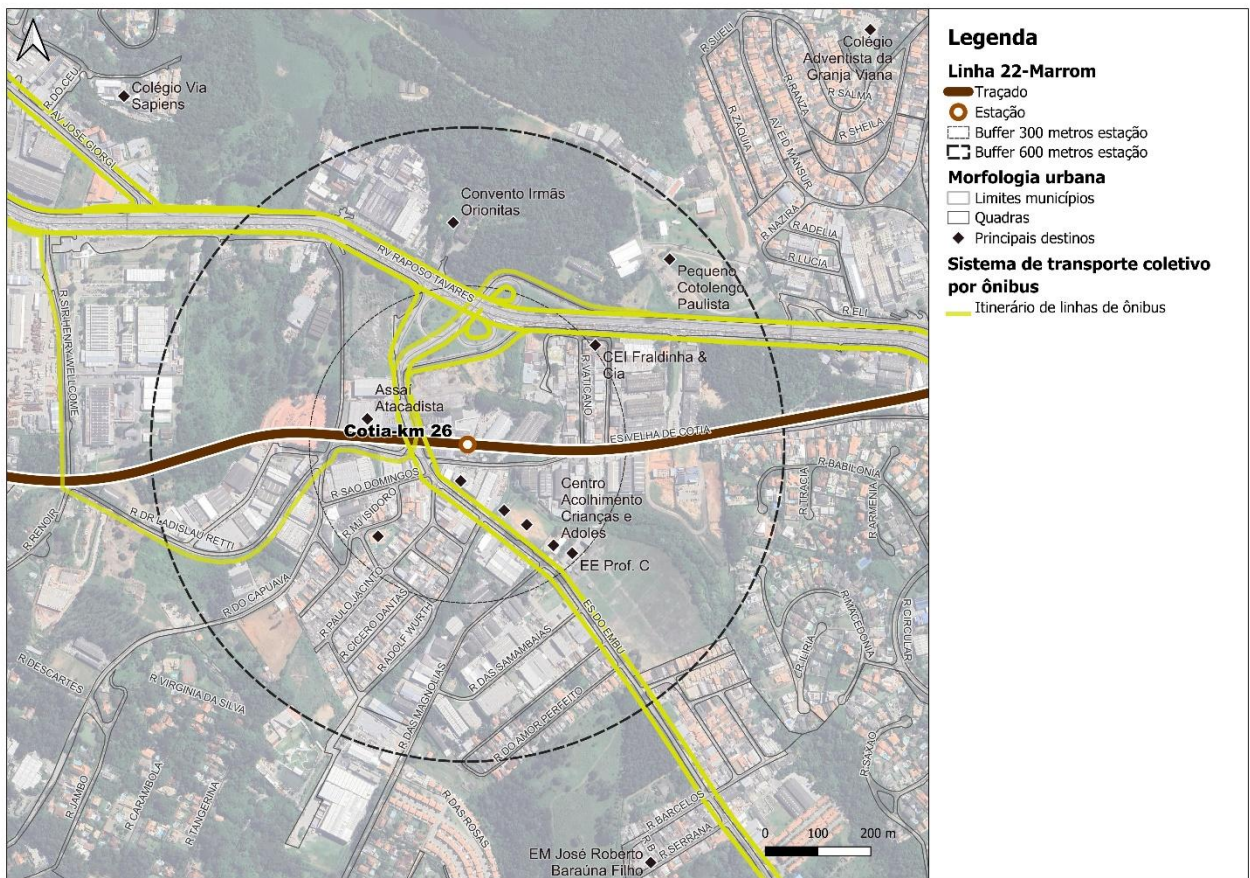 Colégio Via
Sapiens
R DO CEU
AV JOSE GIORGI
Colégio
Adventista da
Granja Viana
R SUELI
R SALMA
R RANZA
R SHEILA
R ZAQUIA
AV EID MANSUR
R NAZIRA
R ADELIA
R LUCIA
R ELI
Convento Irmãs
Orionitas
RV RAPOSO TAVARES
Pequeno
Cotolengo
Paulista
R SIR HENRY WELLCOME
CEI Fraldinha &
Cia
R VATICANO
Assaí
Atacadista
Cotia-km 26
ES VELHA DE COTIA
R BABILONIA
R TRACIA
R ARMENIA
R SAO DOMINGOS
R MJ ISIDORO
Centro
Acolhimento
Crianças e
Adoles
EE Prof. C
R RENOIR
R DR LADISLAU RETTI
R DO CAPUAVA
R PAULO JACINTO
R CICERO DANTAS
R ADOLF WURTH
ES DO EMBU
R MACEDONIA
R CIRCULAR
R ILIRIA
R DESCARTES
R VIRGINIA DA SILVA
R DAS SAMAMBAIAS
R DAS MAGNOLIAS
R DO AMOR PERFEITO
R SAXAO
R JAMBO
R CARAMBOLA
R TANGERINA
R DAS ROSAS
R BARCELOS
R B
R SERRANA
EM José Roberto
Baraúna Filho
0 100 200 m
Legenda
Linha 22-Marrom
Traçado
Estação
Buffer 300 metros estação
Buffer 600 metros estação
Morfologia urbana
Limites municípios
Quadras
Principais destinos
Sistema de transporte coletivo
por ônibus
Itinerário de linhas de ônibus